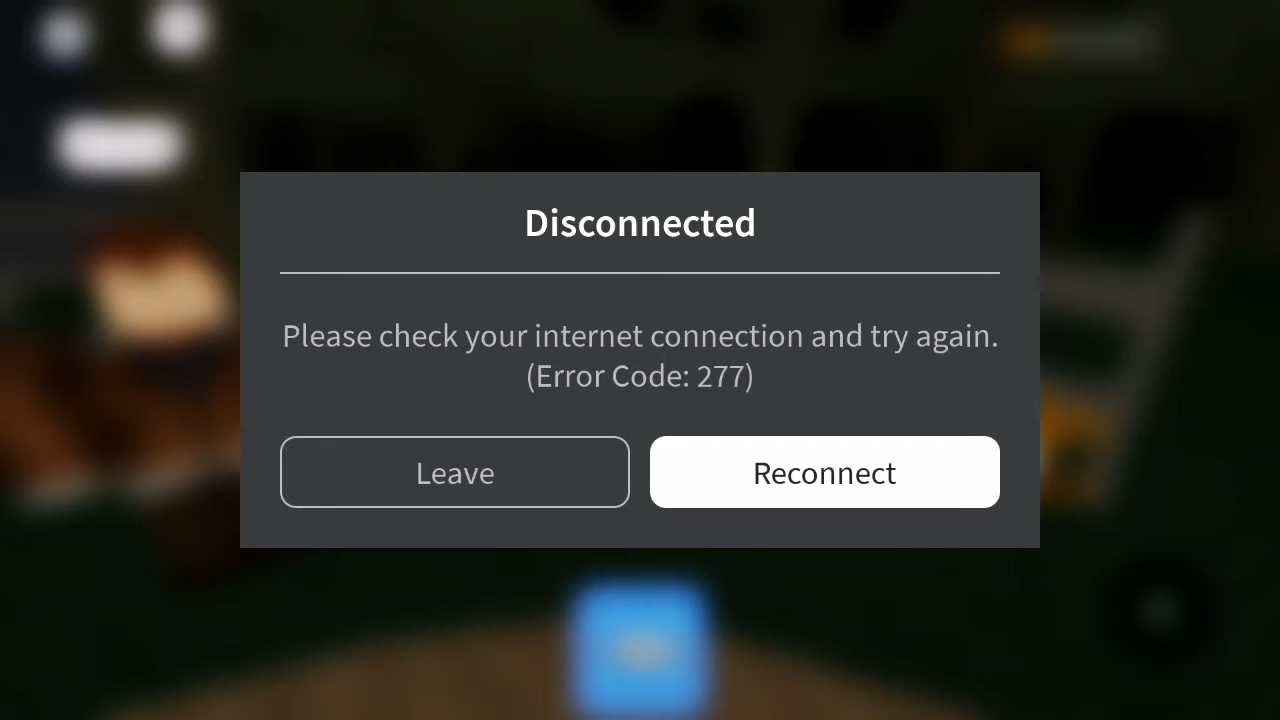 Disconnected
Please check your internet connection and try again.
(Error Code: 277)
Leave
Reconnect